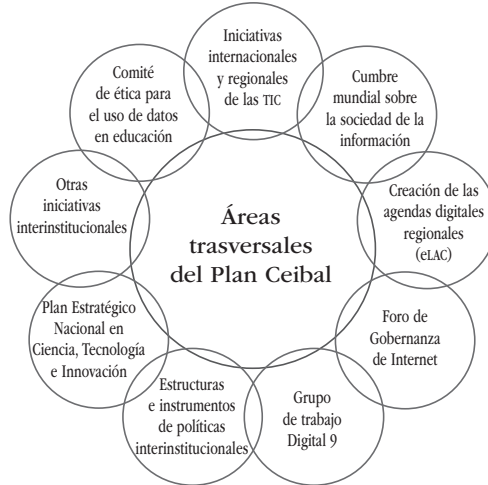 Iniciativas
internacionales
y regionales
de las TIC
Cumbre
mundial sobre
la sociedad de la
información
Creación de las
agendas digitales
regionales
(eLAC)
Foro de
Gobernanza
de Internet
Grupo
de trabajo
Digital 9
Estructuras
e instrumentos
de políticas
interinstitucionales
Plan Estratégico
Nacional en
Ciencia, Tecnología
e Innovación
Otras
iniciativas
interinstitucionales
Comité
de ética para
el uso de datos
en educación
Áreas
trasversales
del Plan Ceibal